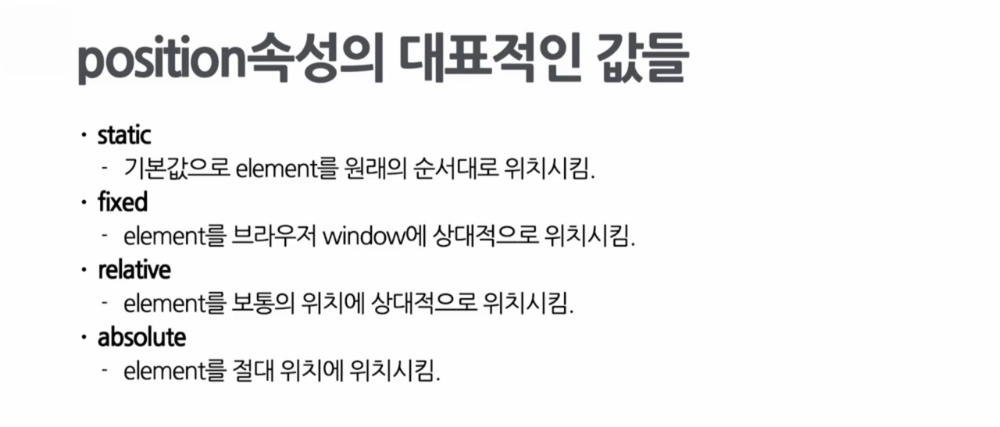 position속성의 대표적인 값들
· static
- 기본값으로 element를 원래의 순서대로 위치시킴.
· fixed
- element를 브라우저 window에 상대적으로 위치시킴.
· relative
- element를 보통의 위치에 상대적으로 위치시킴.
· absolute
- element를 절대 위치에 위치시킴.